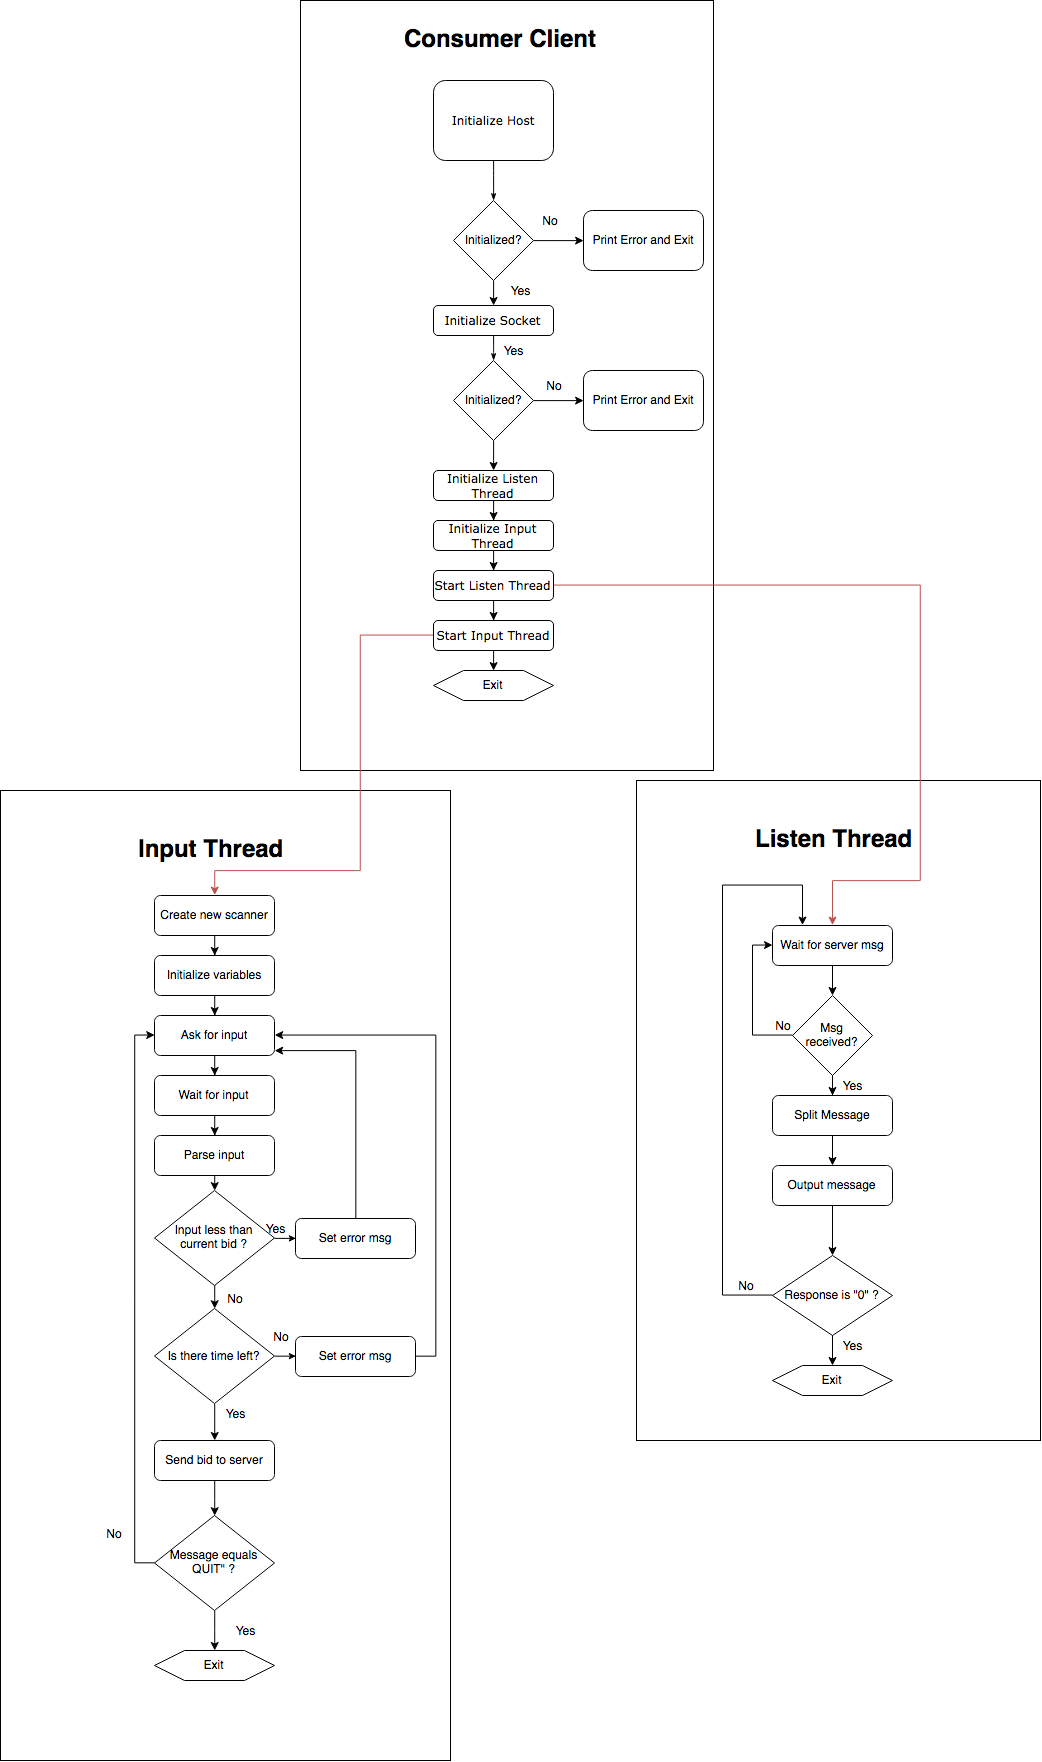 Consumer Client
Initialize Host
Initialized?
No
Print Error and Exit
Yes
Initialize Socket
Yes
Initialized?
No
Print Error and Exit
Initialize Listen
Thread
Initialize Input
Thread
Start Listen Thread
Start Input Thread
Exit
Input Thread
Create new scanner
Initialize variables
Ask for input
Wait for input
Parse input
Input less than
current bid ?
Yes
Set error msg
No
Is there time left?
No
Set error msg
Yes
Send bid to server
No
Message equals
QUIT" ?
Yes
Exit
Listen Thread
Wait for server msg
No
Msg
received?
Yes
Split Message
Output message
No
Response is "0" ?
Yes
Exit